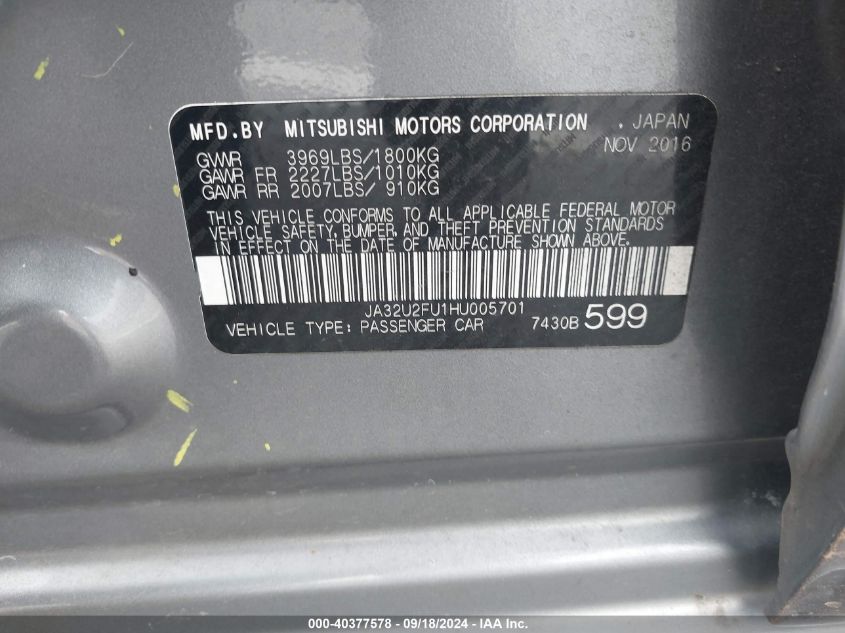 MFD.BY MITSUBISHI MOTORS CORPORATION , JAPAN
NOV 2016
GVWR 3969LBS/1800KG
GAWR FR 2227LBS/1010KG
GAWR RR 2007LBS/ 910KG
THIS VEHICLE CONFORMS TO ALL APPLICABLE FEDERAL MOTOR
VEHICLE SAFETY, BUMPER, AND THEFT PREVENTION STANDARDS
IN EFFECT ON THE DATE OF MANUFACTURE SHOWN ABOVE.
JA32U2FU1HU005701
VEHICLE TYPE: PASSENGER CAR 7430B 599
000-40377578 - 09/18/2024 - IAA Inc.